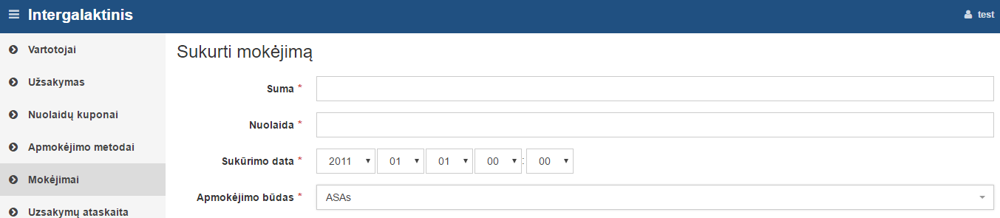 Intergalaktinis
test
Vartotojai
Užsakymas
Nuolaidų kuponai
Apmokėjimo metodai
Mokėjimai
Uzsakymų ataskaita
Sukurti mokėjimą
Suma *
Nuolaida *
Sukūrimo data * 2011 01 01 00 : 00
Apmokėjimo būdas * ASAs